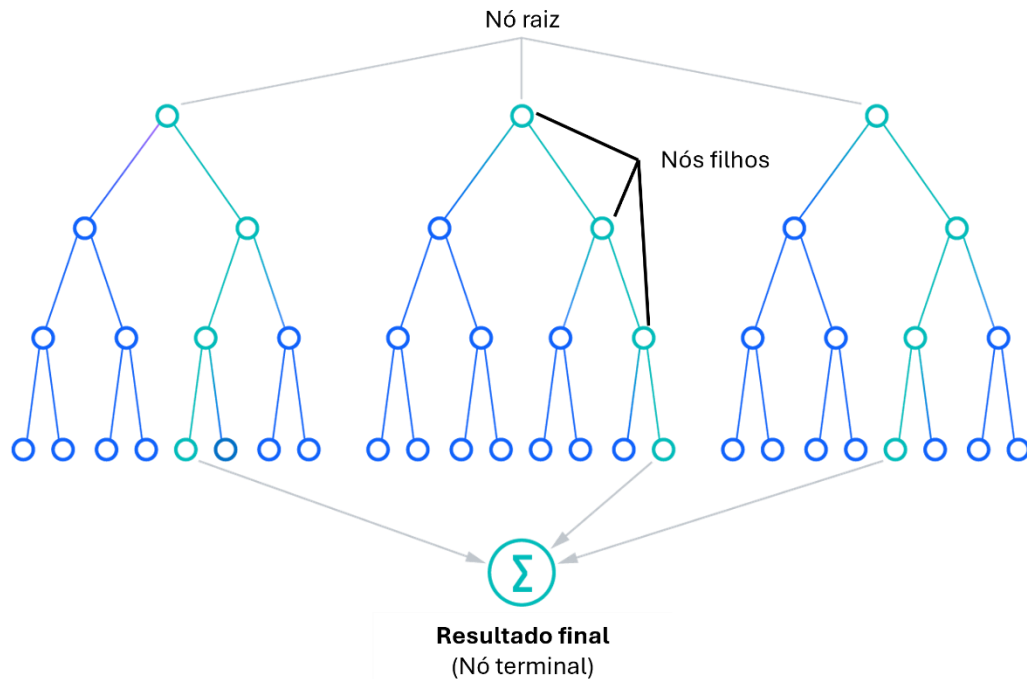 Nó raiz
Nós filhos
Σ
Resultado final
(Nó terminal)